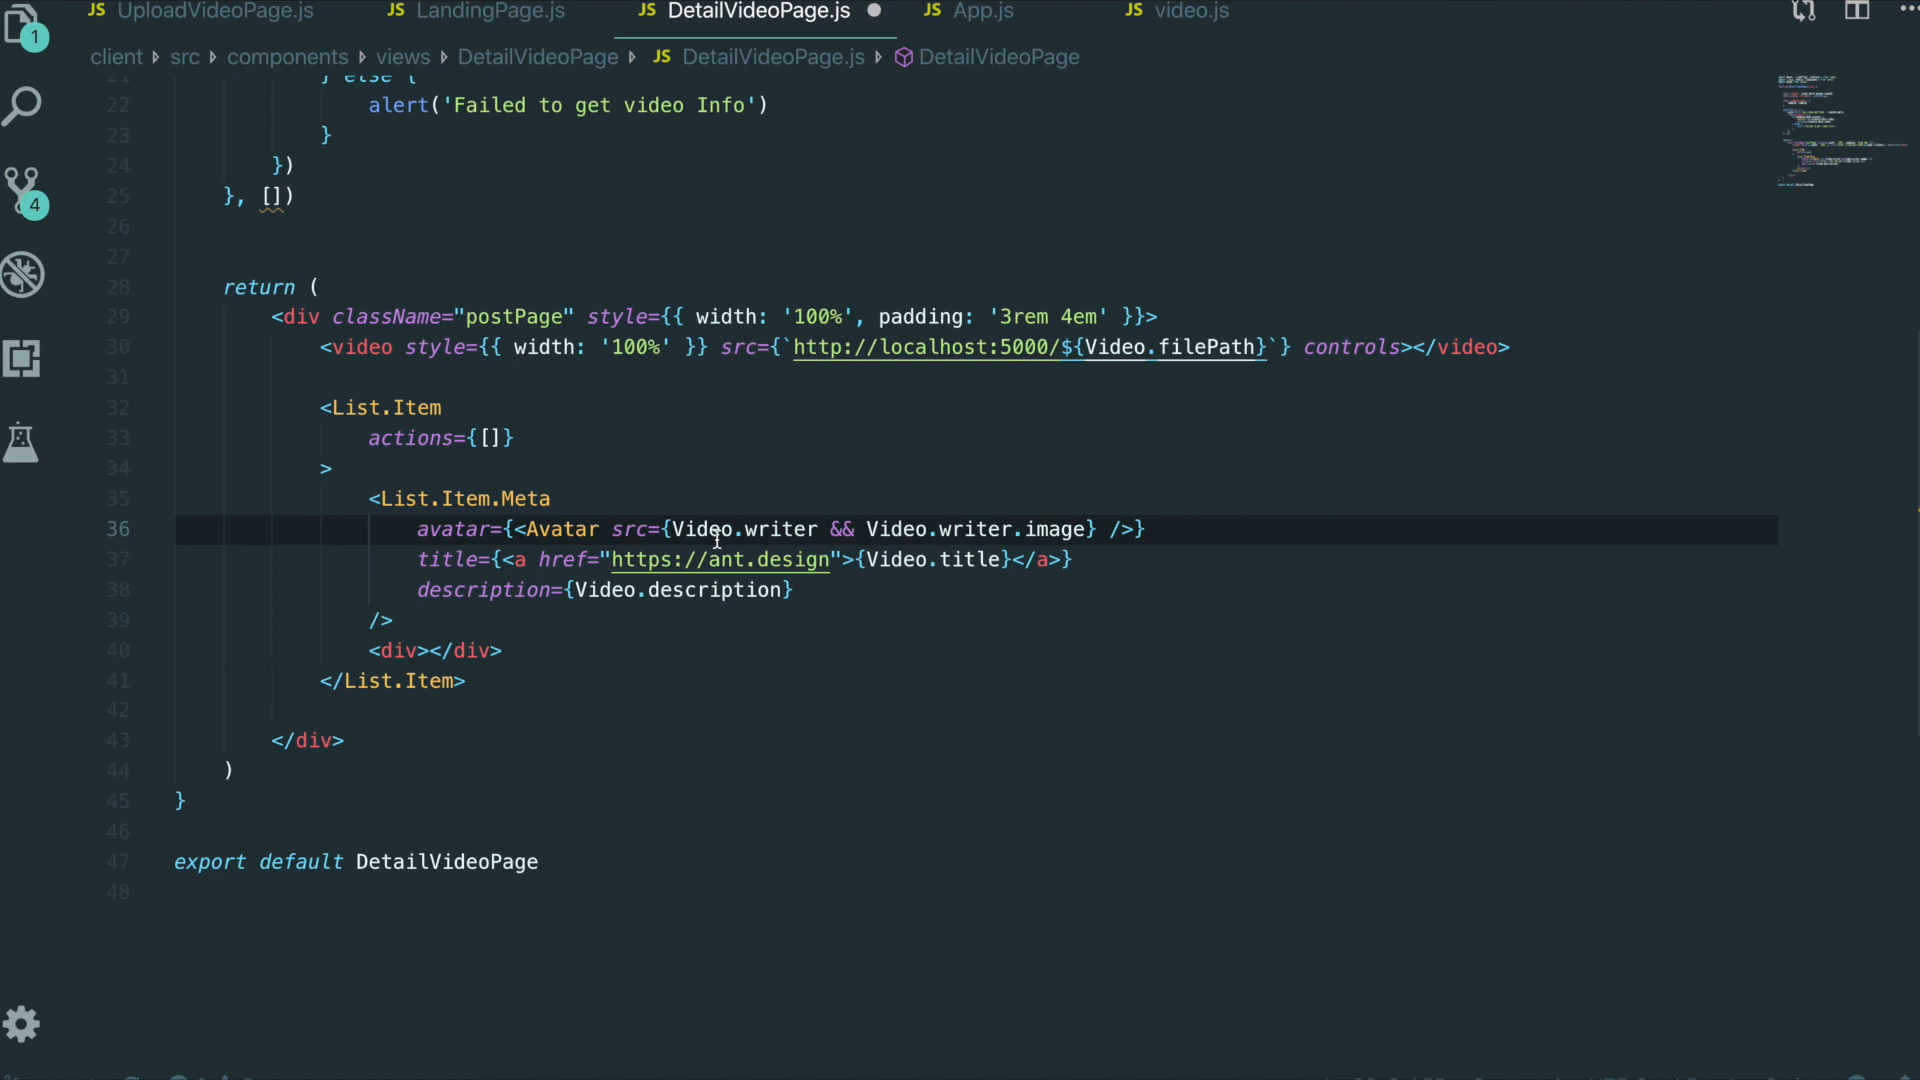 JS UploadVideoPage.js JS LandingPage.js JS DetailVideoPage.js JS App.js JS video.js
1
client src components views DetailVideoPage JS DetailVideoPage.js DetailVideoPage
21 } else {
22 alert('Failed to get video Info')
23 }
24 })
4
25 }, [])
26
27
28 return (
29 <div className="postPage" style={{ width: '100%', padding: '3rem 4em' }}>
30 <video style={{ width: '100%' }} src={`http://localhost:5000/${Video.filePath}`} controls></video>
31
32 <List.Item
33 actions={[]}
34 >
35 <List.Item.Meta
36 avatar={<Avatar src={Video.writer && Video.writer.image} />}
37 title={<a href="https://ant.design">{Video.title}</a>}
38 description={Video.description}
39 />
40 <div></div>
41 </List.Item>
42
43 </div>
44 )
45 }
46
47 export default DetailVideoPage
48